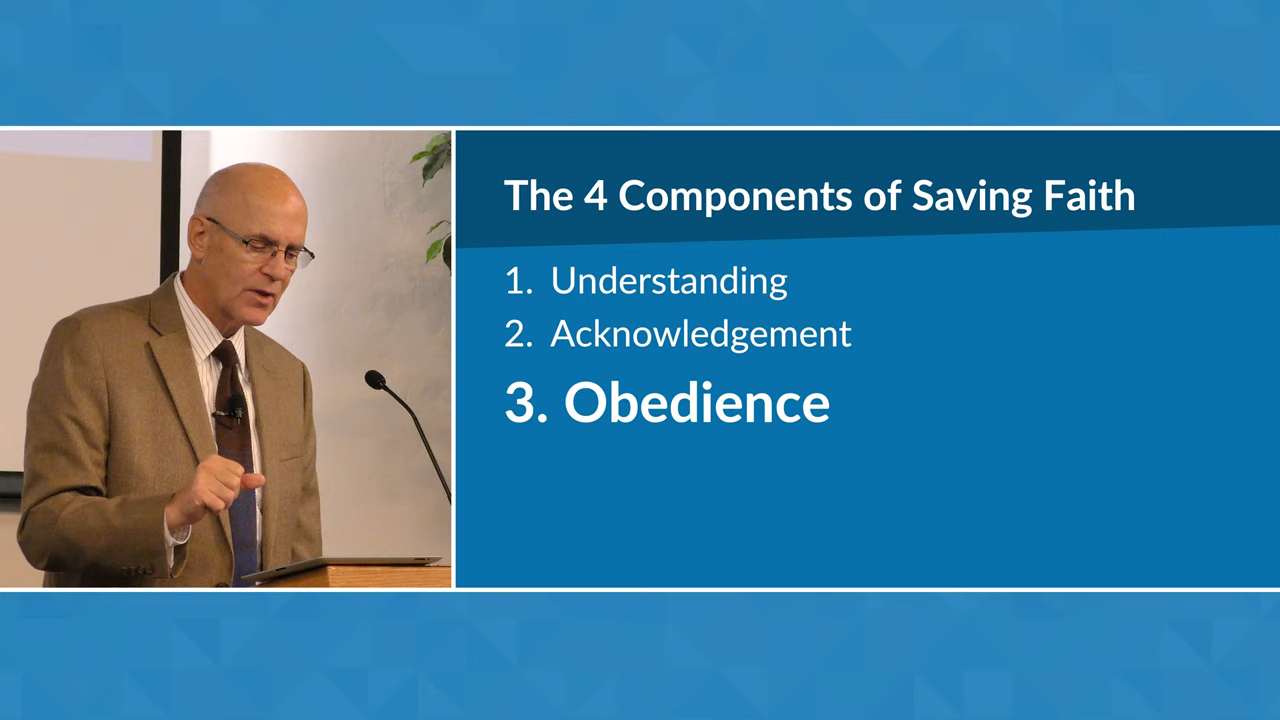 The 4 Components of Saving Faith
1. Understanding
2. Acknowledgement
3. Obedience